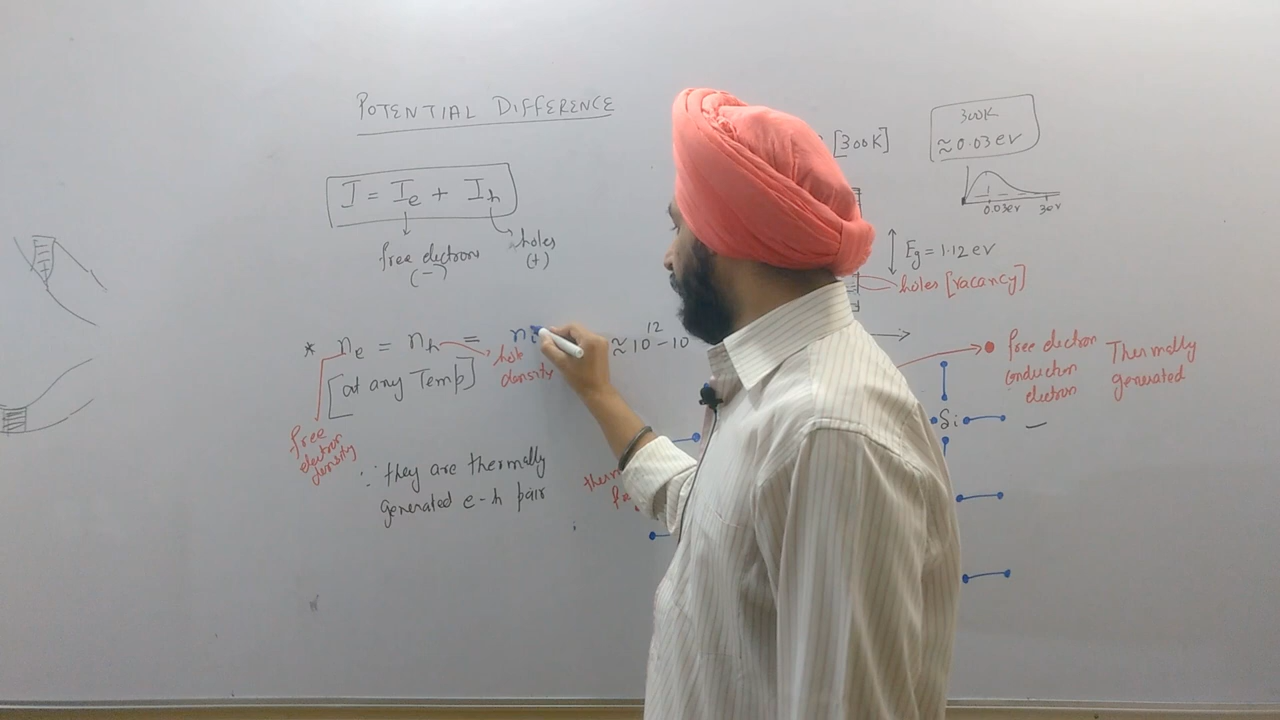 POTENTIAL DIFFERENCE
I = Ie + Ih
free electron
(-)
holes
(+)
* ne = nh = ni
≈ 10^12 - 10
hole
density
[at any Temp]
free
electron
density
∵ they are thermally
generated e-h pair
[300K]
300K
≈ 0.03 eV
0.03eV 3eV
Eg = 1.12 eV
holes [vacancy]
free electron
conduction
electron
Thermally
generated
Si